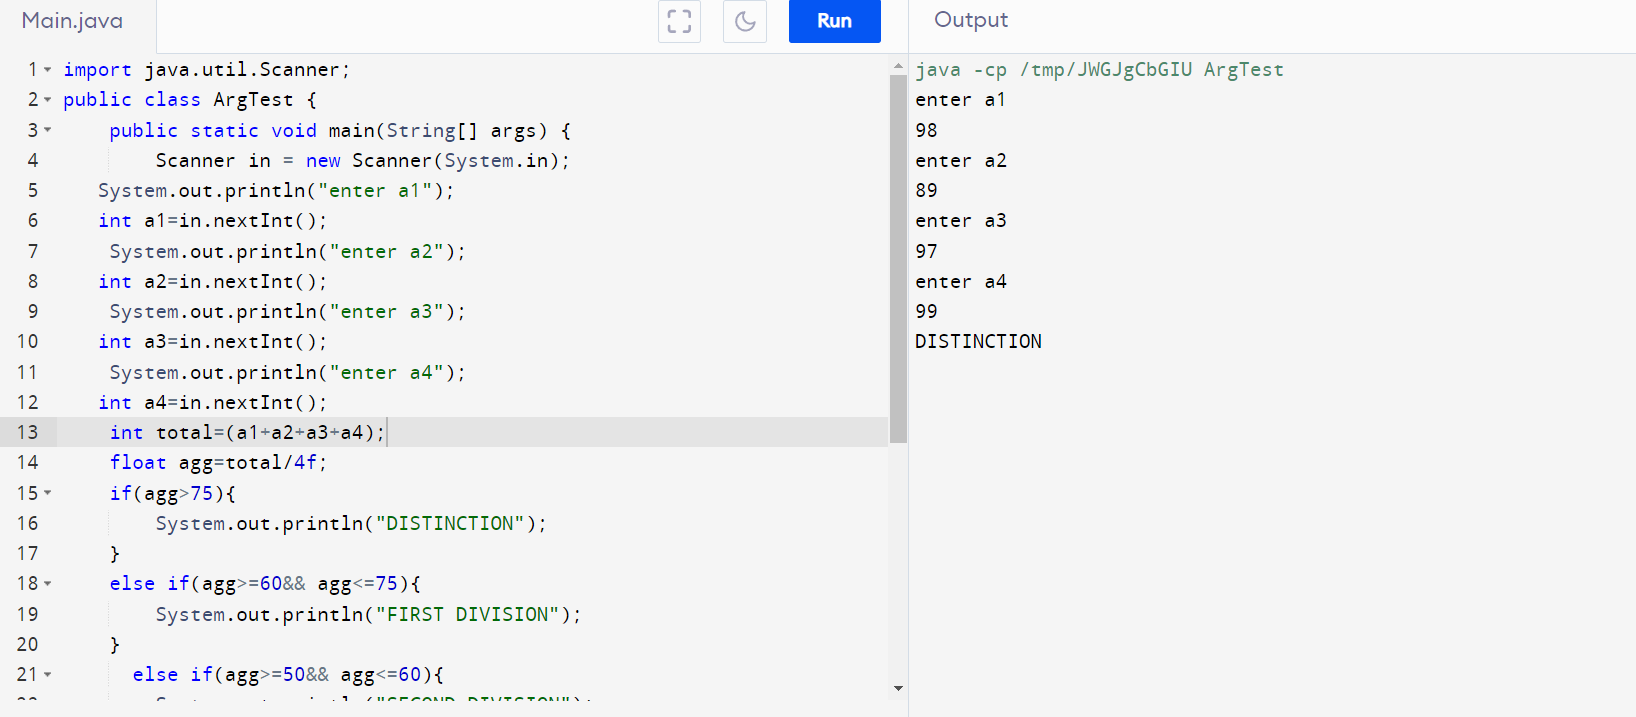 Main.java
Run
Output
1 import java.util.Scanner;
2 public class ArgTest {
3 public static void main(String[] args) {
4 Scanner in = new Scanner(System.in);
5 System.out.println("enter a1");
6 int a1=in.nextInt();
7 System.out.println("enter a2");
8 int a2=in.nextInt();
9 System.out.println("enter a3");
10 int a3=in.nextInt();
11 System.out.println("enter a4");
12 int a4=in.nextInt();
13 int total=(a1+a2+a3+a4);
14 float agg=total/4f;
15 if(agg>75){
16 System.out.println("DISTINCTION");
17 }
18 else if(agg>=60&& agg<=75){
19 System.out.println("FIRST DIVISION");
20 }
21 else if(agg>=50&& agg<=60){
java -cp /tmp/JWGJgCbGIU ArgTest
enter a1
98
enter a2
89
enter a3
97
enter a4
99
DISTINCTION